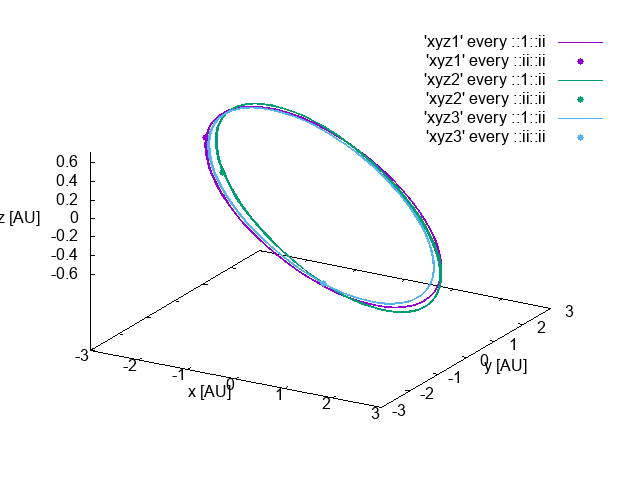 'xyz1' every ::1::ii
'xyz1' every ::ii::ii
'xyz2' every ::1::ii
'xyz2' every ::ii::ii
'xyz3' every ::1::ii
'xyz3' every ::ii::ii
0.6
0.4
0.2
0
-0.2
-0.4
-0.6
z [AU]
-3
-2
-1
0
1
2
3
x [AU]
-3
-2
-1
0
1
2
3
y [AU]